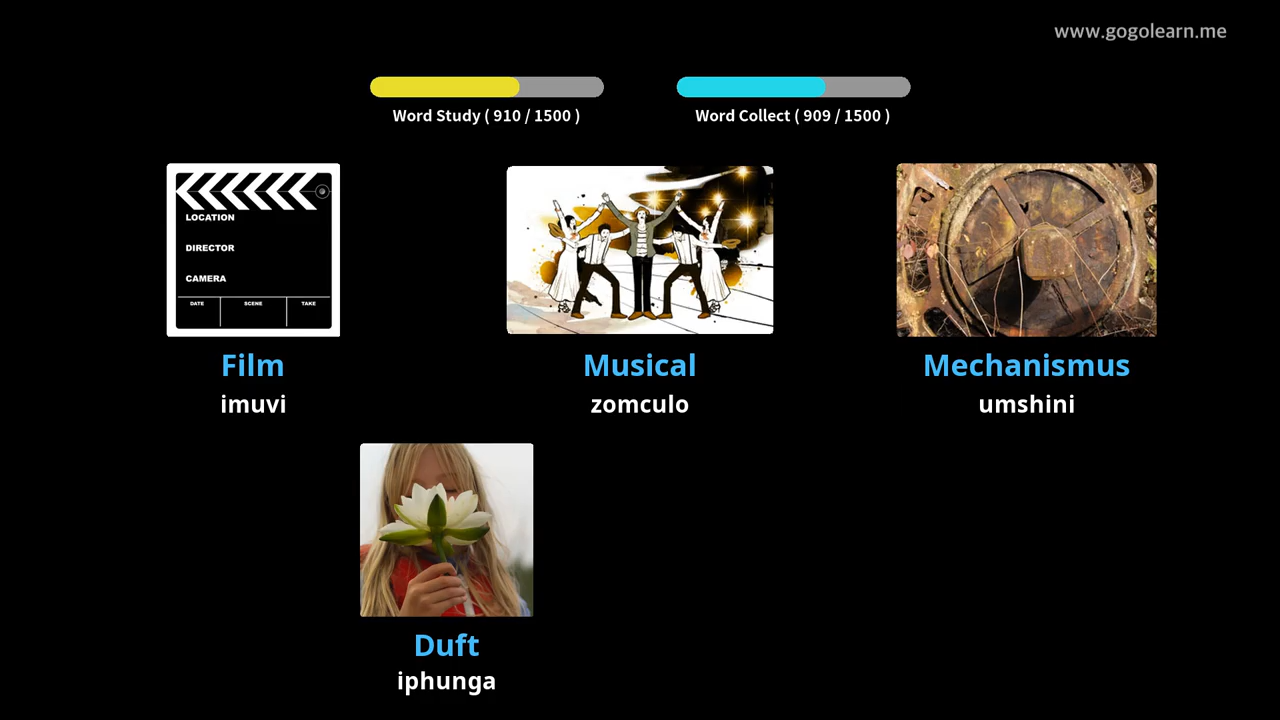 www.gogolearn.me
Word Study ( 910 / 1500 )
Word Collect ( 909 / 1500 )
LOCATION
DIRECTOR
CAMERA
DATE SCENE TAKE
Film
imuvi
Musical
zomculo
Mechanismus
umshini
Duft
iphunga